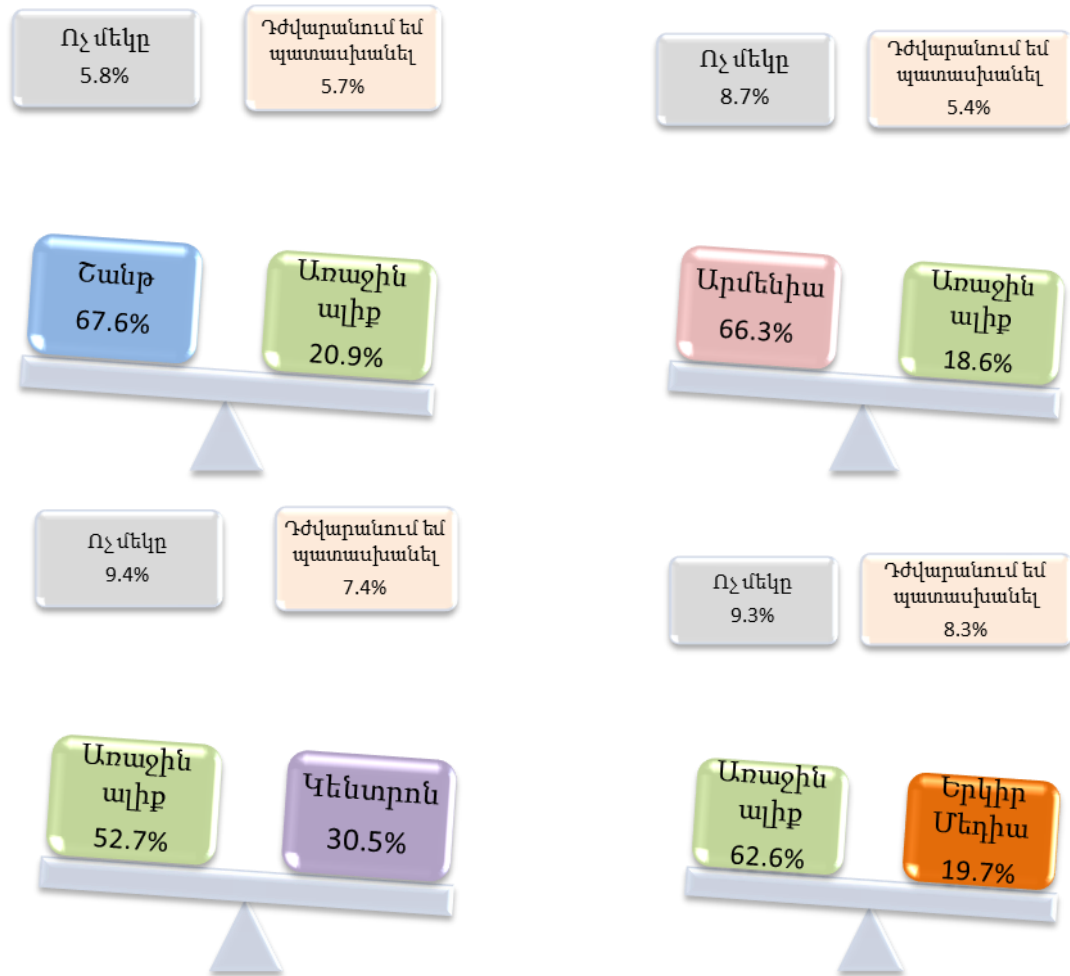 Ոչ մեկը
5.8%
Դժվարանում եմ
պատասխանել
5.7%
Շանթ
67.6%
Առաջին
ալիք
20.9%
Ոչ մեկը
8.7%
Դժվարանում եմ
պատասխանել
5.4%
Արմենիա
66.3%
Առաջին
ալիք
18.6%
Ոչ մեկը
9.4%
Դժվարանում եմ
պատասխանել
7.4%
Առաջին
ալիք
52.7%
Կենտրոն
30.5%
Ոչ մեկը
9.3%
Դժվարանում եմ
պատասխանել
8.3%
Առաջին
ալիք
62.6%
Երկիր
Մեդիա
19.7%